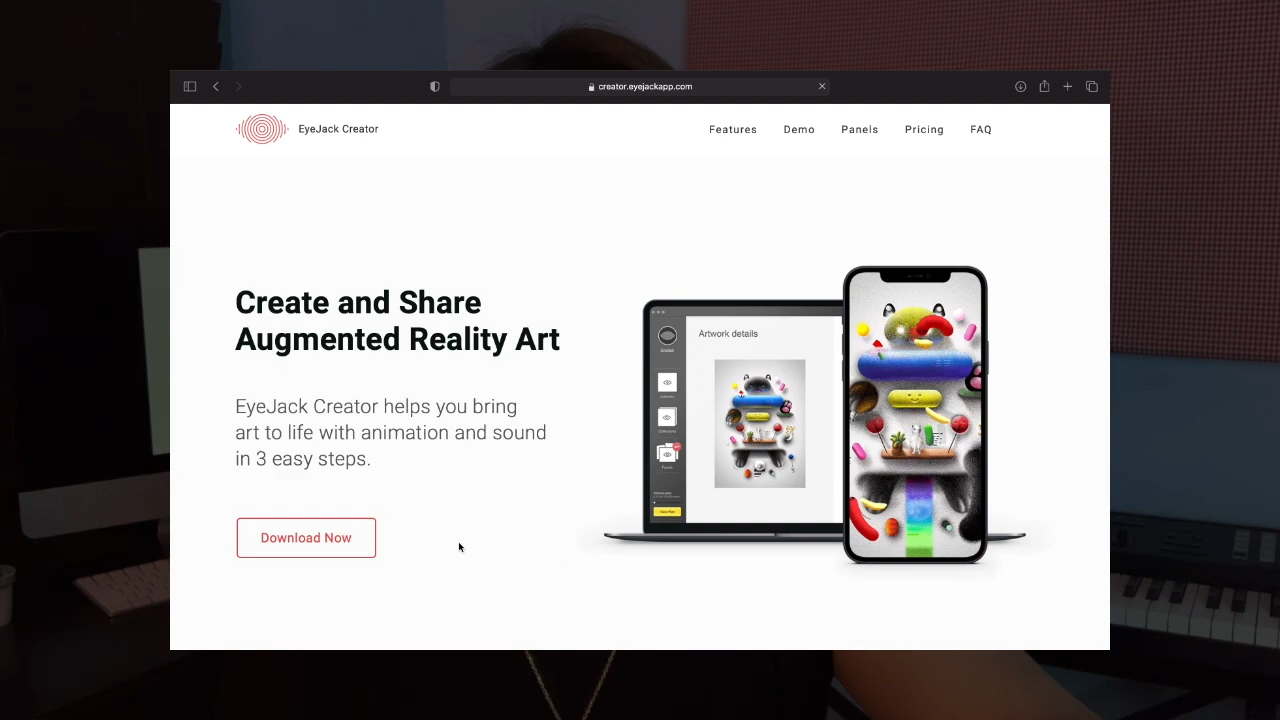 creator.eyejackapp.com
EyeJack Creator
Features
Demo
Panels
Pricing
FAQ
Create and Share
Augmented Reality Art
EyeJack Creator helps you bring
art to life with animation and sound
in 3 easy steps.
Download Now
Artwork details